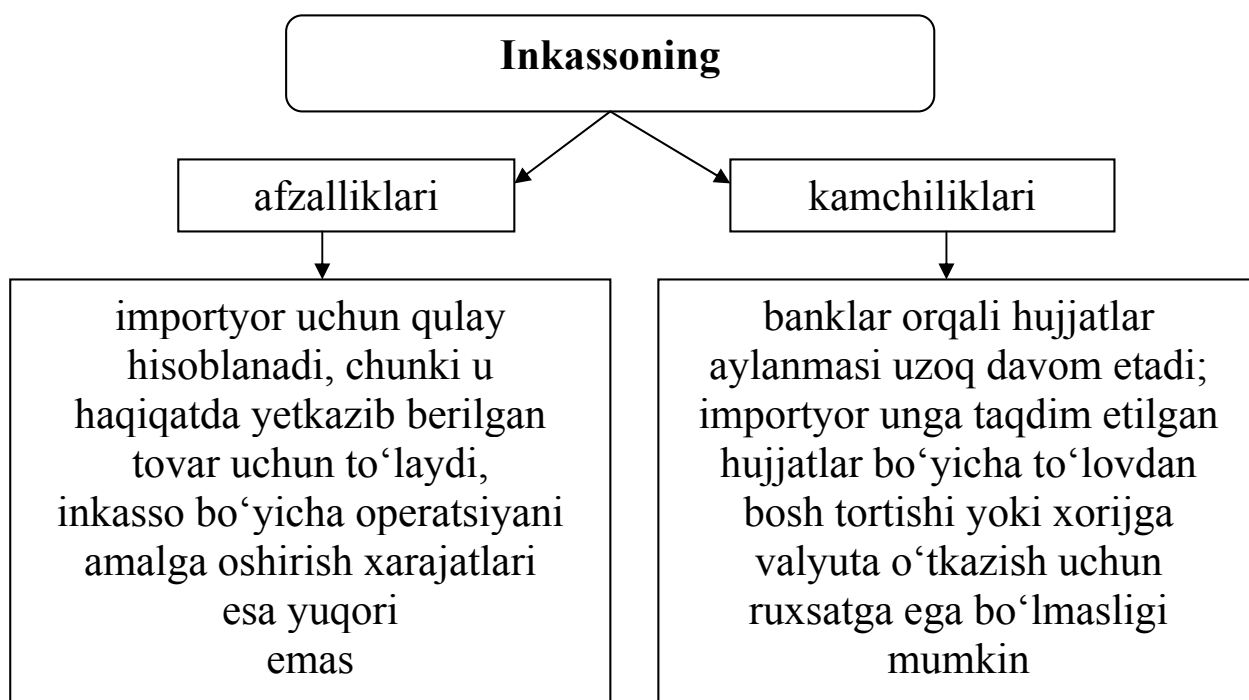 Inkassoning
afzalliklari
kamchiliklari
importyor uchun qulay
hisoblanadi, chunki u
haqiqatda yetkazib berilgan
tovar uchun to‘laydi,
inkasso bo‘yicha operatsiyani
amalga oshirish xarajatlari
esa yuqori
emas
banklar orqali hujjatlar
aylanmasi uzoq davom etadi;
importyor unga taqdim etilgan
hujjatlar bo‘yicha to‘lovdan
bosh tortishi yoki xorijga
valyuta o‘tkazish uchun
ruxsatga ega bo‘lmasligi
mumkin